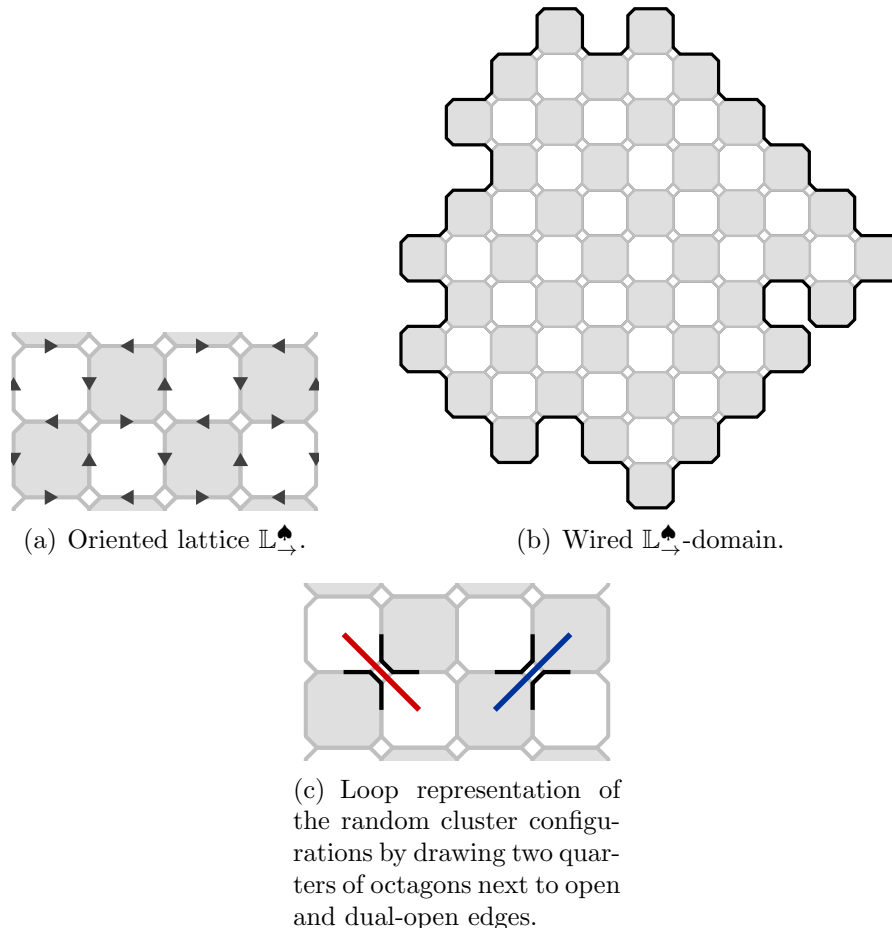 (a) Oriented lattice 𝕃♠→.
(b) Wired 𝕃♠→-domain.
(c) Loop representation of
the random cluster configu-
rations by drawing two quar-
ters of octagons next to open
and dual-open edges.